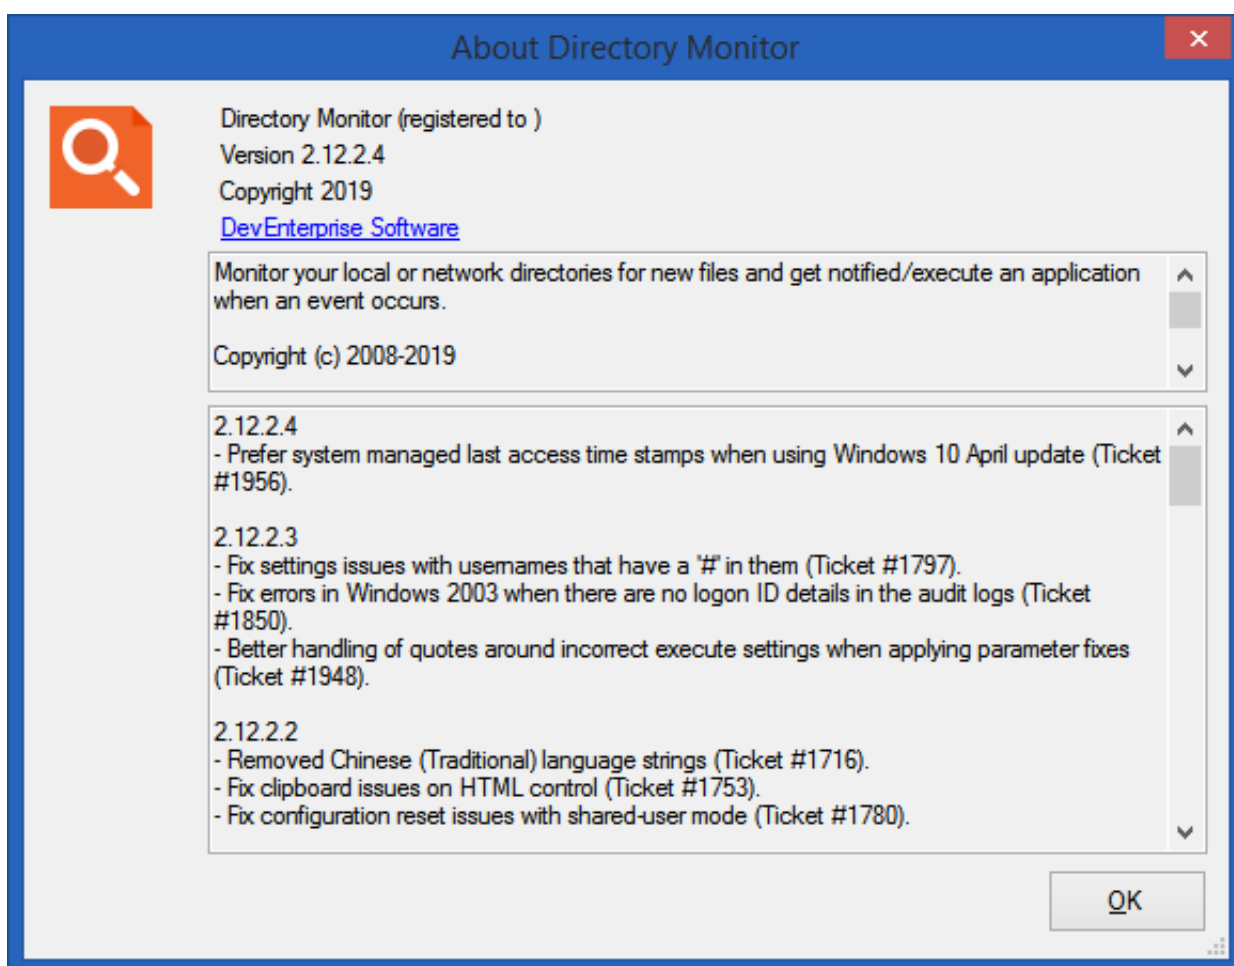 About Directory Monitor
Directory Monitor (registered to )
Version 2.12.2.4
Copyright 2019
DevEnterprise Software
Monitor your local or network directories for new files and get notified/execute an application
when an event occurs.
Copyright (c) 2008-2019
2.12.2.4
- Prefer system managed last access time stamps when using Windows 10 April update (Ticket
#1956).
2.12.2.3
- Fix settings issues with usernames that have a '#' in them (Ticket #1797).
- Fix errors in Windows 2003 when there are no logon ID details in the audit logs (Ticket
#1850).
- Better handling of quotes around incorrect execute settings when applying parameter fixes
(Ticket #1948).
2.12.2.2
- Removed Chinese (Traditional) language strings (Ticket #1716).
- Fix clipboard issues on HTML control (Ticket #1753).
- Fix configuration reset issues with shared-user mode (Ticket #1780).
OK